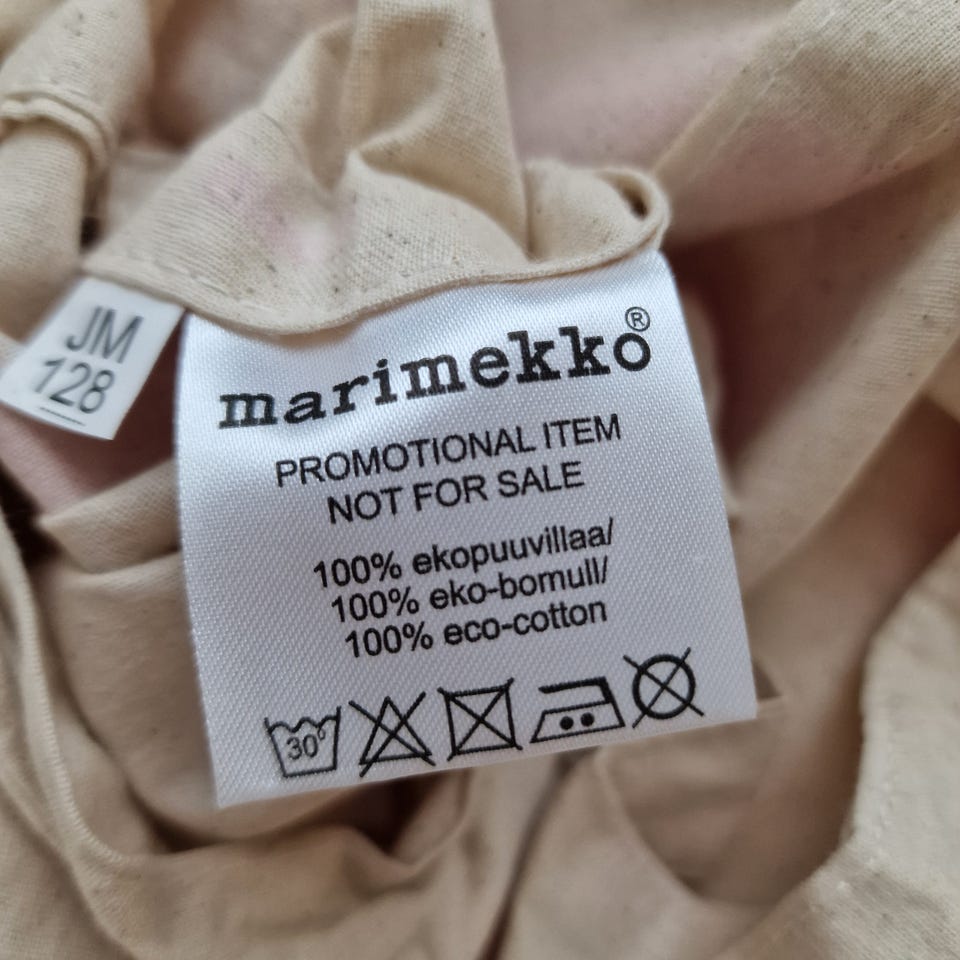 JM
128
marimekko®
PROMOTIONAL ITEM
NOT FOR SALE
100% ekopuuvillaa/
100% eko-bomull/
100% eco-cotton
30°